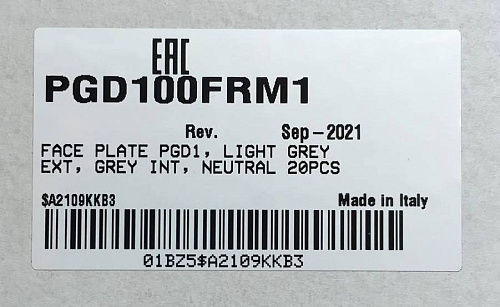 EAC
PGD100FRM1
Rev. Sep-2021
FACE PLATE PGD1, LIGHT GREY
EXT, GREY INT, NEUTRAL 20PCS
$A2109KKB3 Made in Italy
01BZ5$A2109KKB3